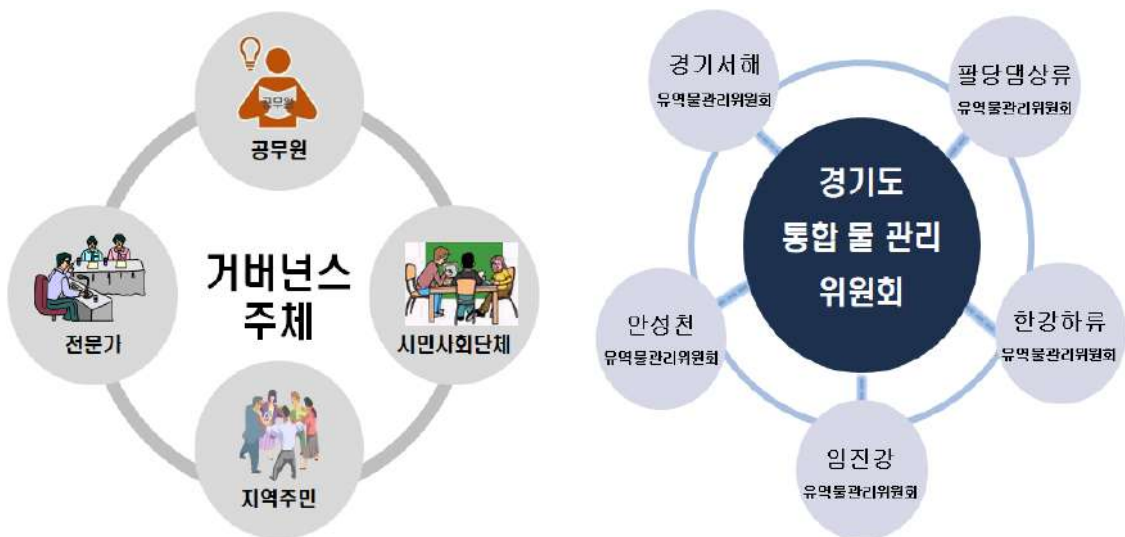 공무원
공무원
거버넌스
주체
전문가
시민사회단체
지역주민
경기서해
유역물관리위원회
팔당댐상류
유역물관리위원회
경기도
통합 물 관리
위원회
안성천
유역물관리위원회
한강하류
유역물관리위원회
임진강
유역물관리위원회